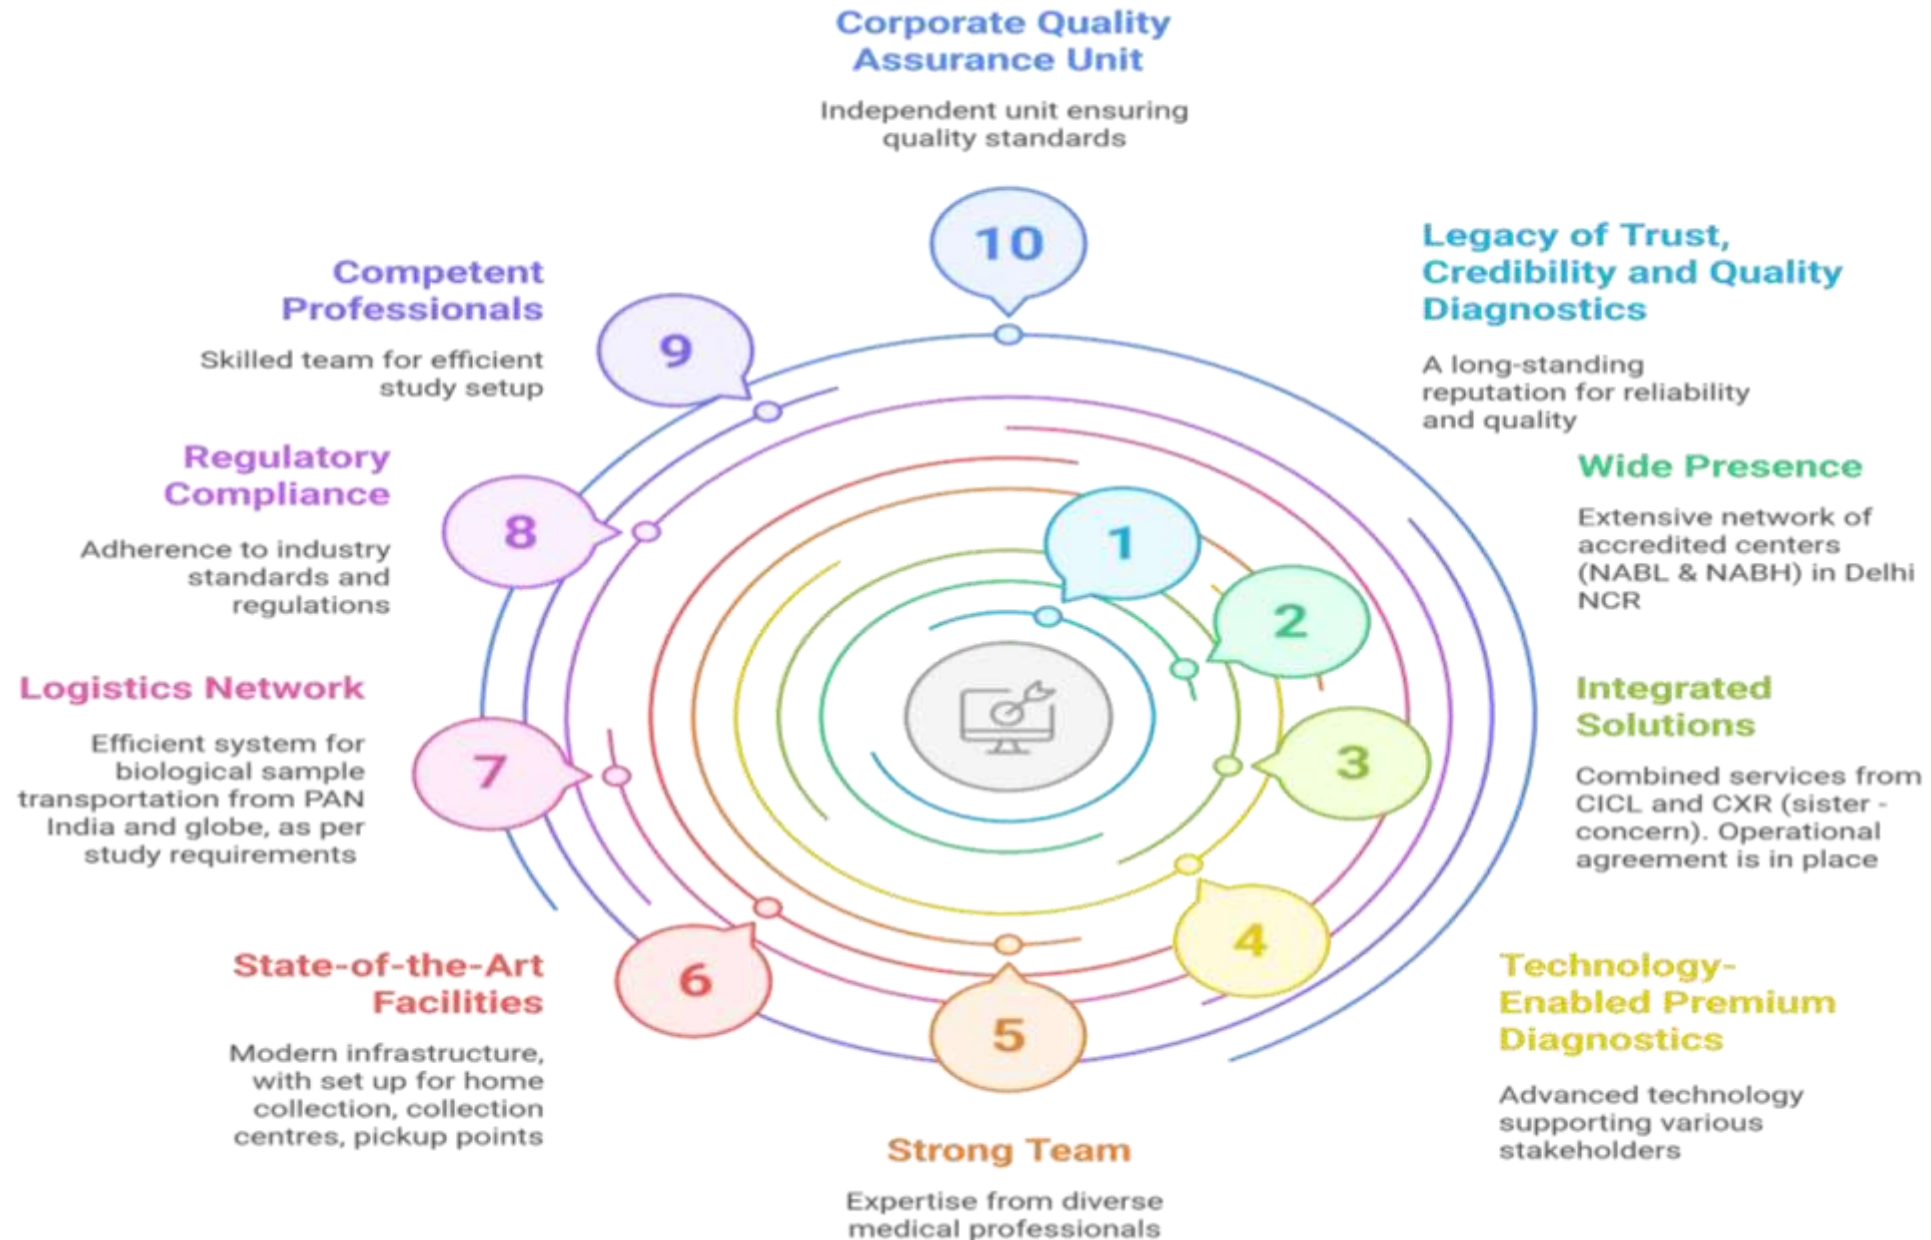 Corporate Quality
Assurance Unit
Independent unit ensuring
quality standards
10
Legacy of Trust,
Credibility and Quality
Diagnostics
A long-standing
reputation for reliability
and quality
1
Wide Presence
Extensive network of
accredited centers
(NABL & NABH) in Delhi
NCR
2
Integrated
Solutions
Combined services from
CICL and CXR (sister -
concern). Operational
agreement is in place
3
Technology-
Enabled Premium
Diagnostics
Advanced technology
supporting various
stakeholders
4
Strong Team
Expertise from diverse
medical professionals
5
State-of-the-Art
Facilities
Modern infrastructure,
with set up for home
collection, collection
centres, pickup points
6
Logistics Network
Efficient system for
biological sample
transportation from PAN
India and globe, as per
study requirements
7
Regulatory
Compliance
Adherence to industry
standards and
regulations
8
Competent
Professionals
Skilled team for efficient
study setup
9